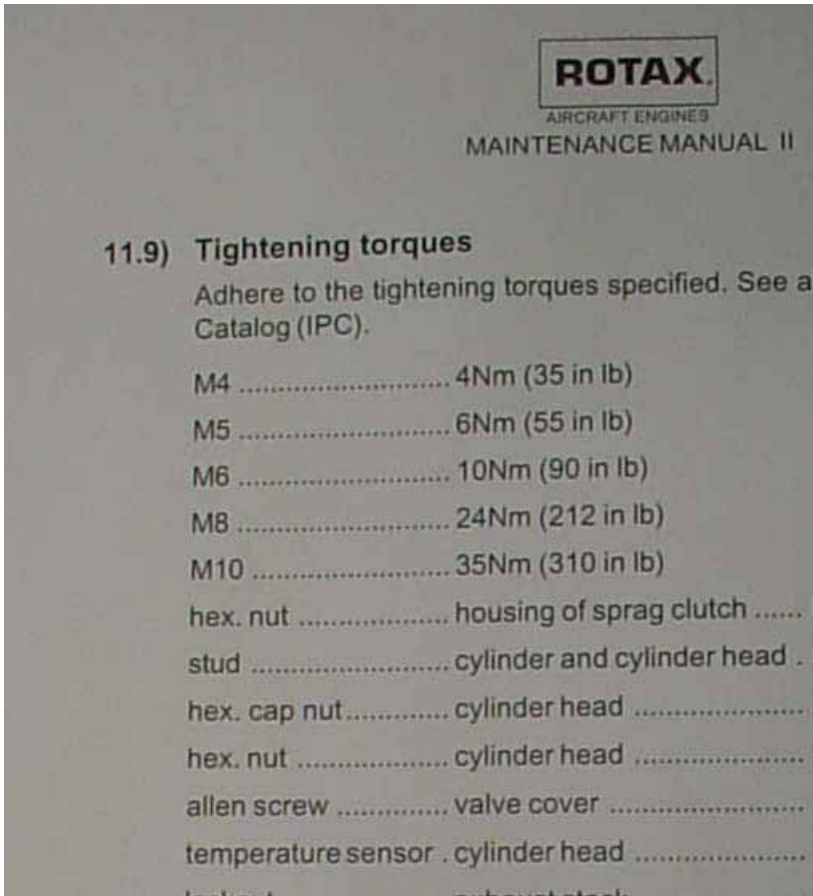 ROTAX.
AIRCRAFT ENGINES
MAINTENANCE MANUAL II
11.9) Tightening torques
Adhere to the tightening torques specified. See a
Catalog (IPC).
M4 ............................ 4Nm (35 in lb)
M5 ............................ 6Nm (55 in lb)
M6 ............................ 10Nm (90 in lb)
M8 ............................ 24Nm (212 in lb)
M10 .......................... 35Nm (310 in lb)
hex. nut ................... housing of sprag clutch ......
stud ......................... cylinder and cylinder head .
hex. cap nut ............. cylinder head ......................
hex. nut ................... cylinder head ......................
allen screw .............. valve cover .........................
temperature sensor . cylinder head ......................